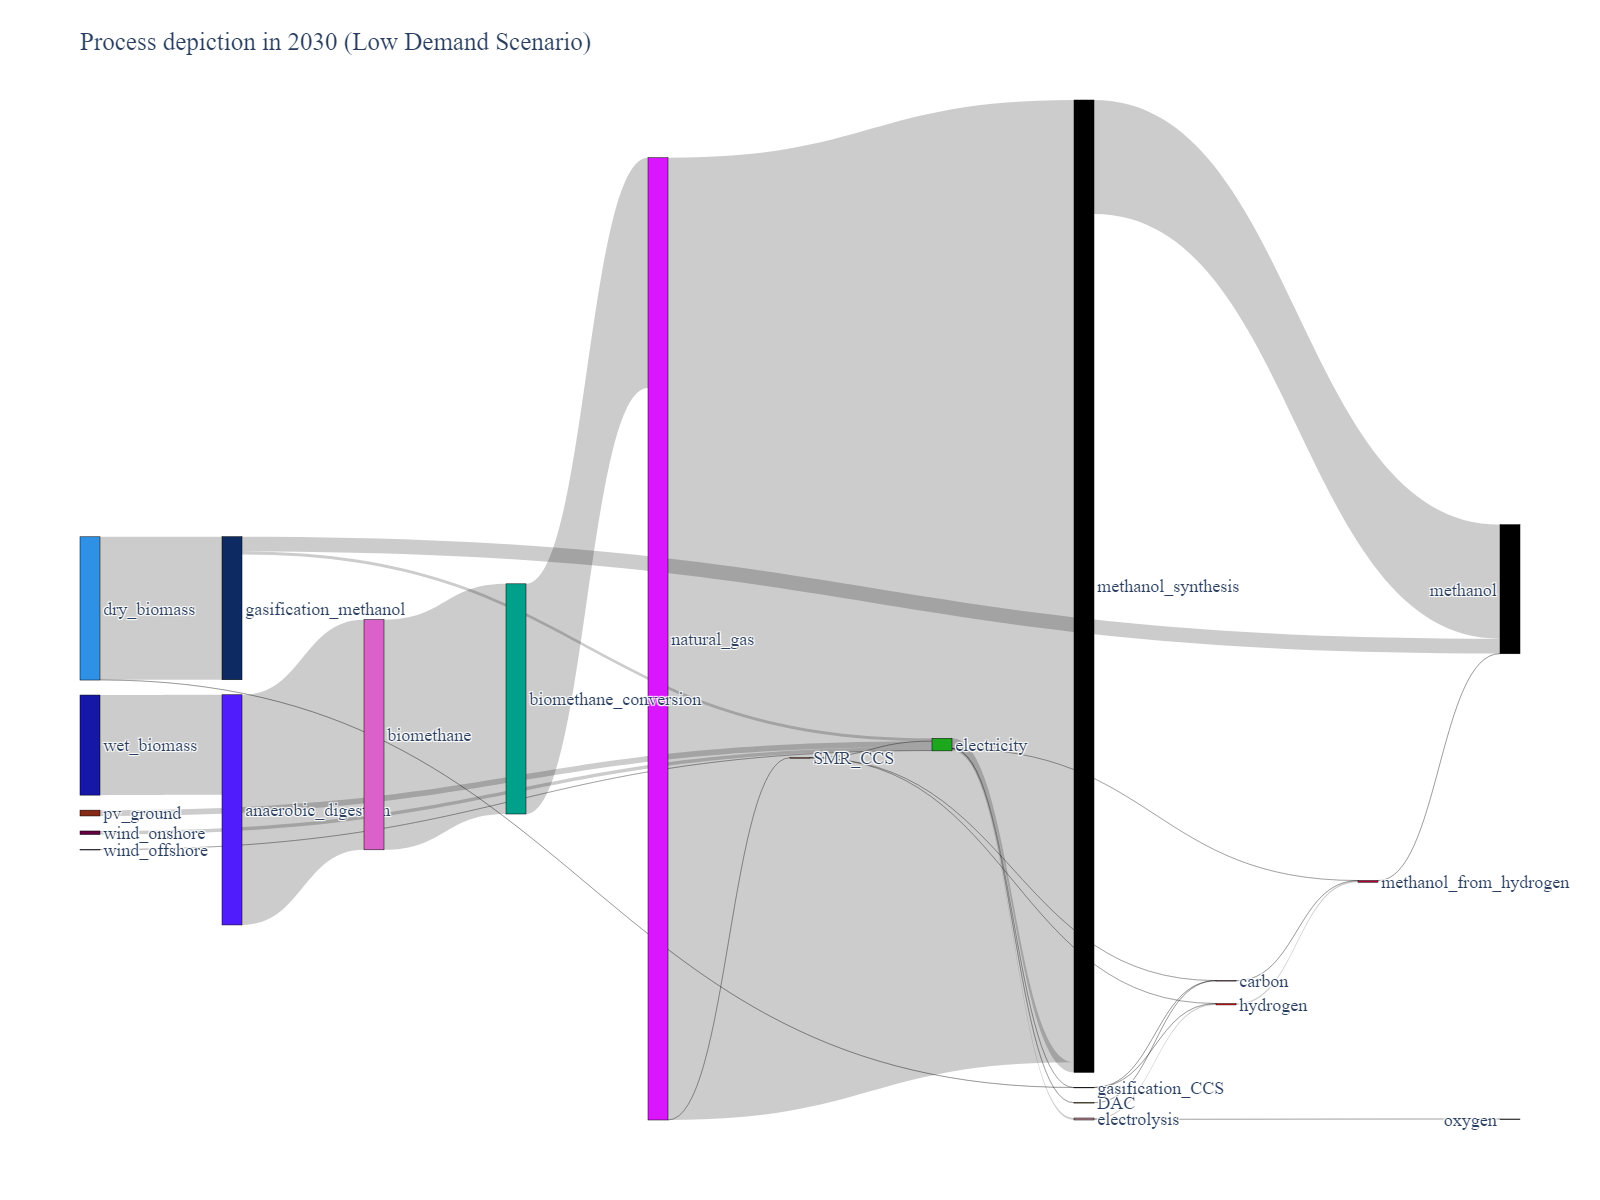 Process depiction in 2030 (Low Demand Scenario)
methanol_synthesis
methanol
dry_biomass
gasification_methanol
natural_gas
biomethane_conversion
biomethane
wet_biomass
electricity
SMR_CCS
anaerobic_digestion
pv_ground
wind_onshore
wind_offshore
methanol_from_hydrogen
carbon
hydrogen
gasification_CCS
DAC
electrolysis
oxygen